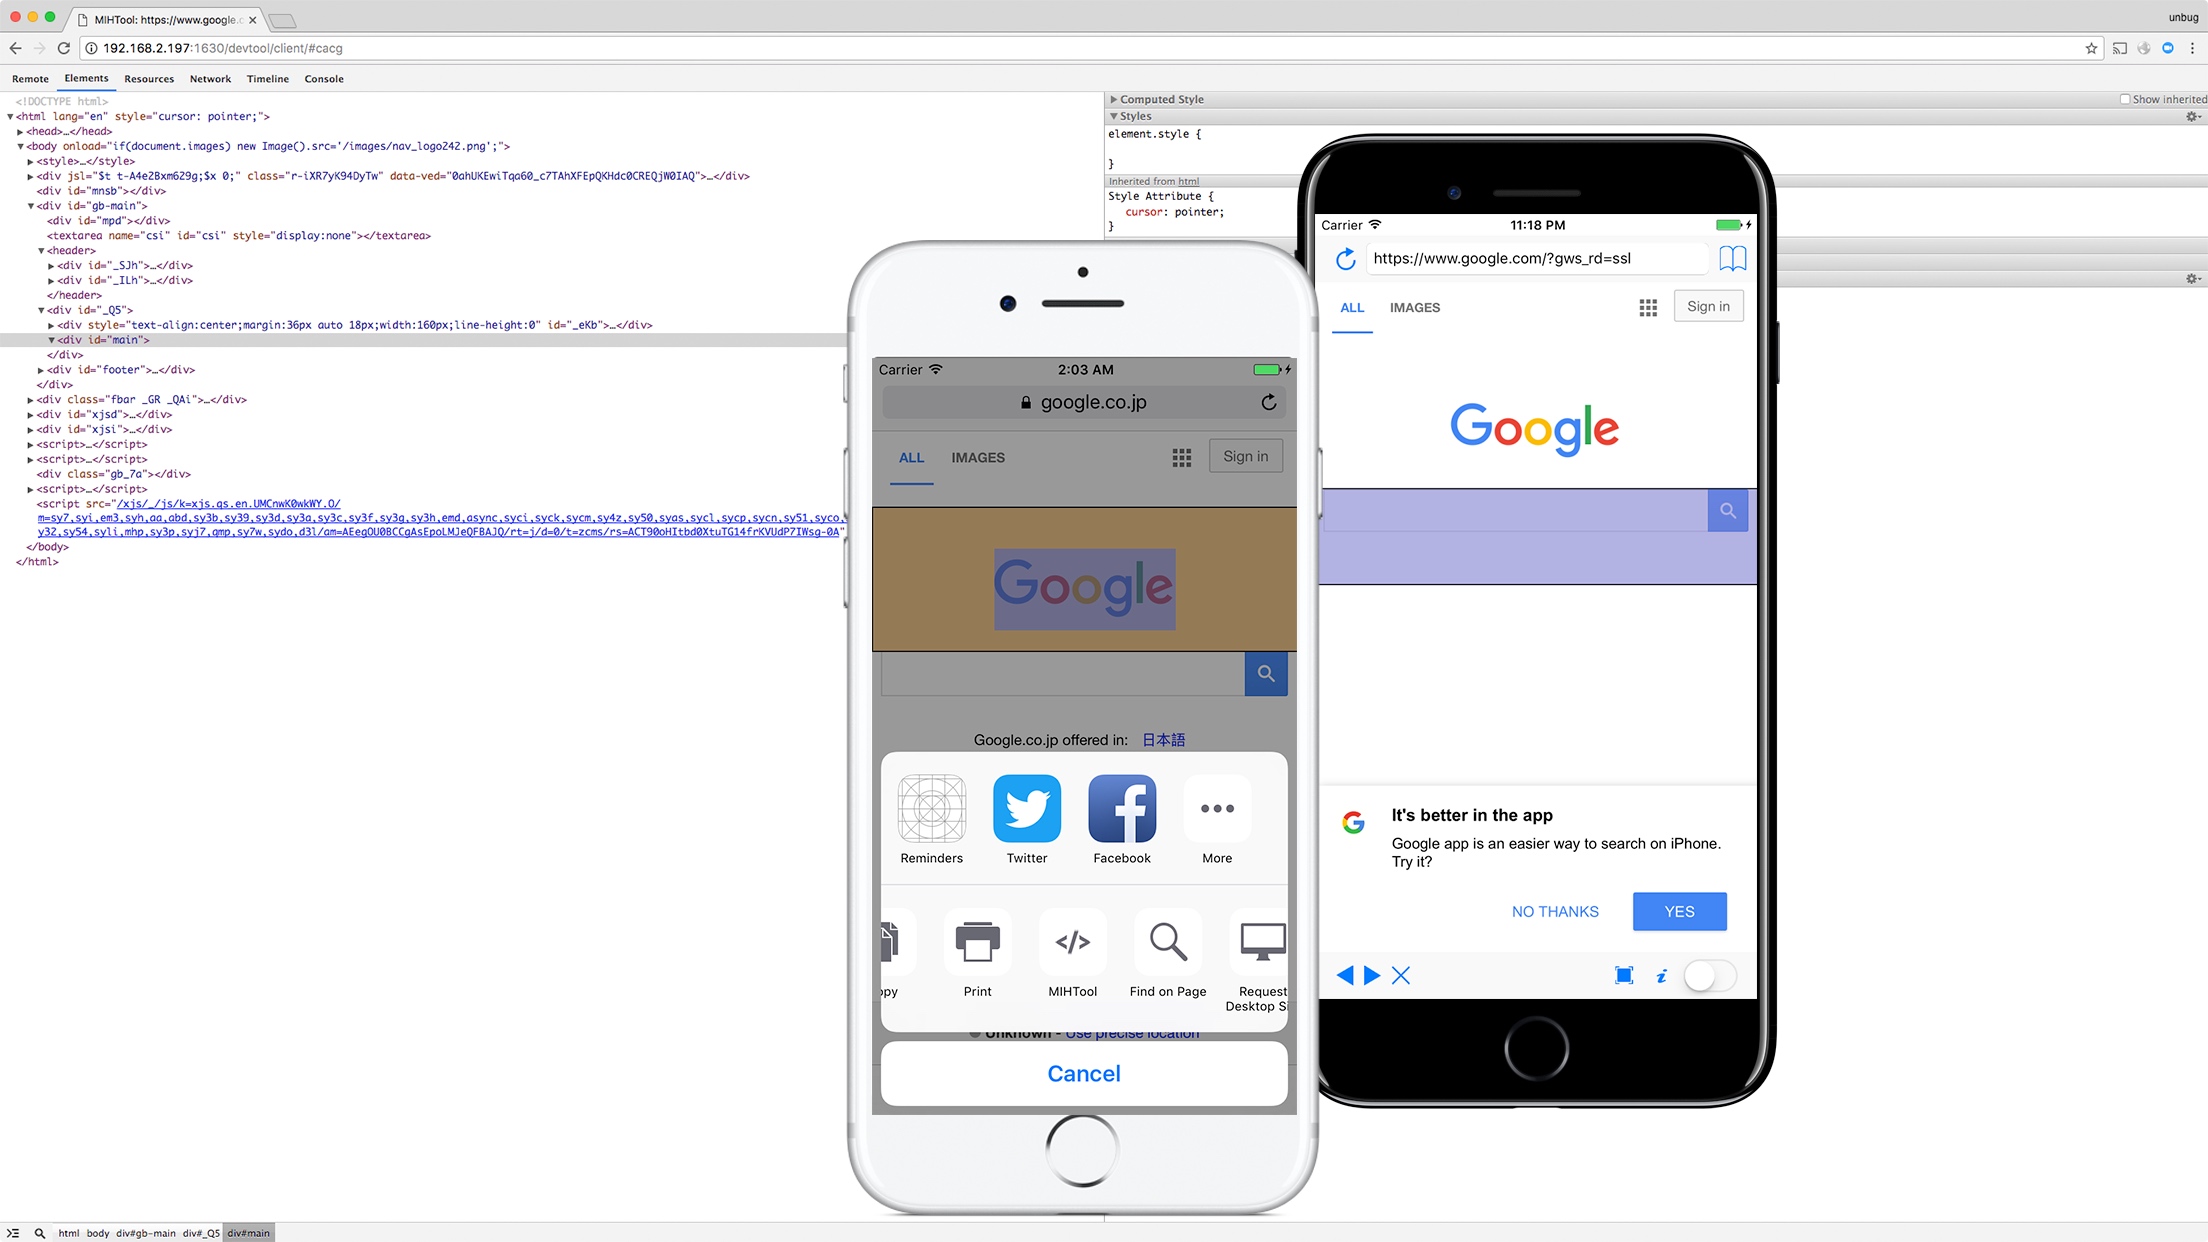 MIHTool: https://www.google.c
unbug
192.168.2.197:1630/devtool/client/#cacg
Remote Elements Resources Network Timeline Console
<!DOCTYPE html>
<html lang="en" style="cursor: pointer;">
<head>…</head>
<body onload="if(document.images) new Image().src='/images/nav_logo242.png';">
<style>…</style>
<div jsl="$t t-A4e2Bxm629g;$x 0;" class="r-iXR7yK94DyTw" data-ved="0ahUKEwiTqa60_c7TAhXFEpQKHdc0CREQjW0IAQ">…</div>
<div id="mnsb"></div>
<div id="gb-main">
<div id="mpd"></div>
<textarea name="csi" id="csi" style="display:none"></textarea>
<header>
<div id="_SJh">…</div>
<div id="_ILh">…</div>
</header>
<div id="_Q5">
<div style="text-align:center;margin:36px auto 18px;width:160px;line-height:0" id="_eKb">…</div>
<div id="main">
</div>
<div id="footer">…</div>
</div>
<div class="fbar _GR _QAi">…</div>
<div id="xjsd">…</div>
<div id="xjsi">…</div>
<script>…</script>
<script>…</script>
<div class="gb_7a"></div>
<script>…</script>
<script src="/xjs/_/js/k=xjs.qs.en.UMCnwK0wkWY.O/
m=sy7,syi,em3,syh,aa,abd,sy3b,sy39,sy3d,sy3a,sy3c,sy3f,sy3g,sy3h,emd,async,syci,syck,sycm,sy4z,sy50,syas,sycl,sycp,sycn,sy51,syco,
y32,sy54,syli,mhp,sy3p,syj7,qmp,sy7w,sydo,d3l/am=AEegOU0BCCgAsEpoLMJeQFBAJQ/rt=j/d=0/t=zcms/rs=ACT90oHItbd0XtuTG14frKVUdP7IWsg-0A"
</body>
</html>
html body div#gb-main div#_Q5 div#main
Computed Style
Show inherited
Styles
element.style {
}
Inherited from html
Style Attribute {
cursor: pointer;
}
Carrier 2:03 AM
google.co.jp
ALL IMAGES Sign in
Google
Google.co.jp offered in: 日本語
Reminders Twitter Facebook More
opy Print MIHTool Find on Page Request
Desktop Si
Unknown - Use precise location
Cancel
Carrier 11:18 PM
https://www.google.com/?gws_rd=ssl
ALL IMAGES Sign in
Google
It's better in the app
Google app is an easier way to search on iPhone.
Try it?
NO THANKS YES